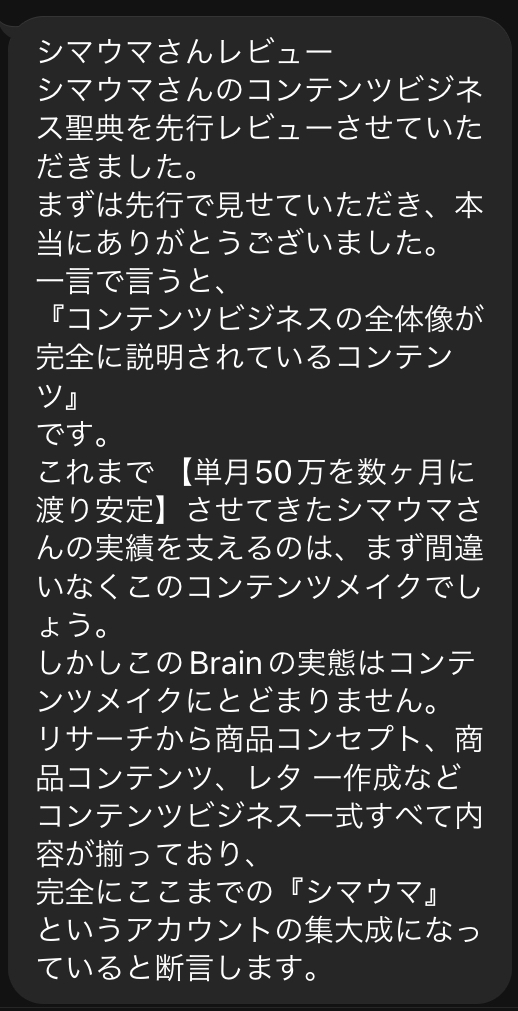 シマウマさんレビュー
シマウマさんのコンテンツビジネ
ス聖典を先行レビューさせていた
だきました。
まずは先行で見せていただき、本
当にありがとうございました。
一言で言うと、
『コンテンツビジネスの全体像が
完全に説明されているコンテン
ツ』
です。
これまで 【単月50万を数ヶ月に
渡り安定】させてきたシマウマさ
んの実績を支えるのは、まず間違
いなくこのコンテンツメイクでし
ょう。
しかしこのBrainの実態はコンテ
ンツメイクにとどまりません。
リサーチから商品コンセプト、商
品コンテンツ、レタ 一作成など
コンテンツビジネス一式すべて内
容が揃っており、
完全にここまでの『シマウマ』
というアカウントの集大成になっ
ていると断言します。